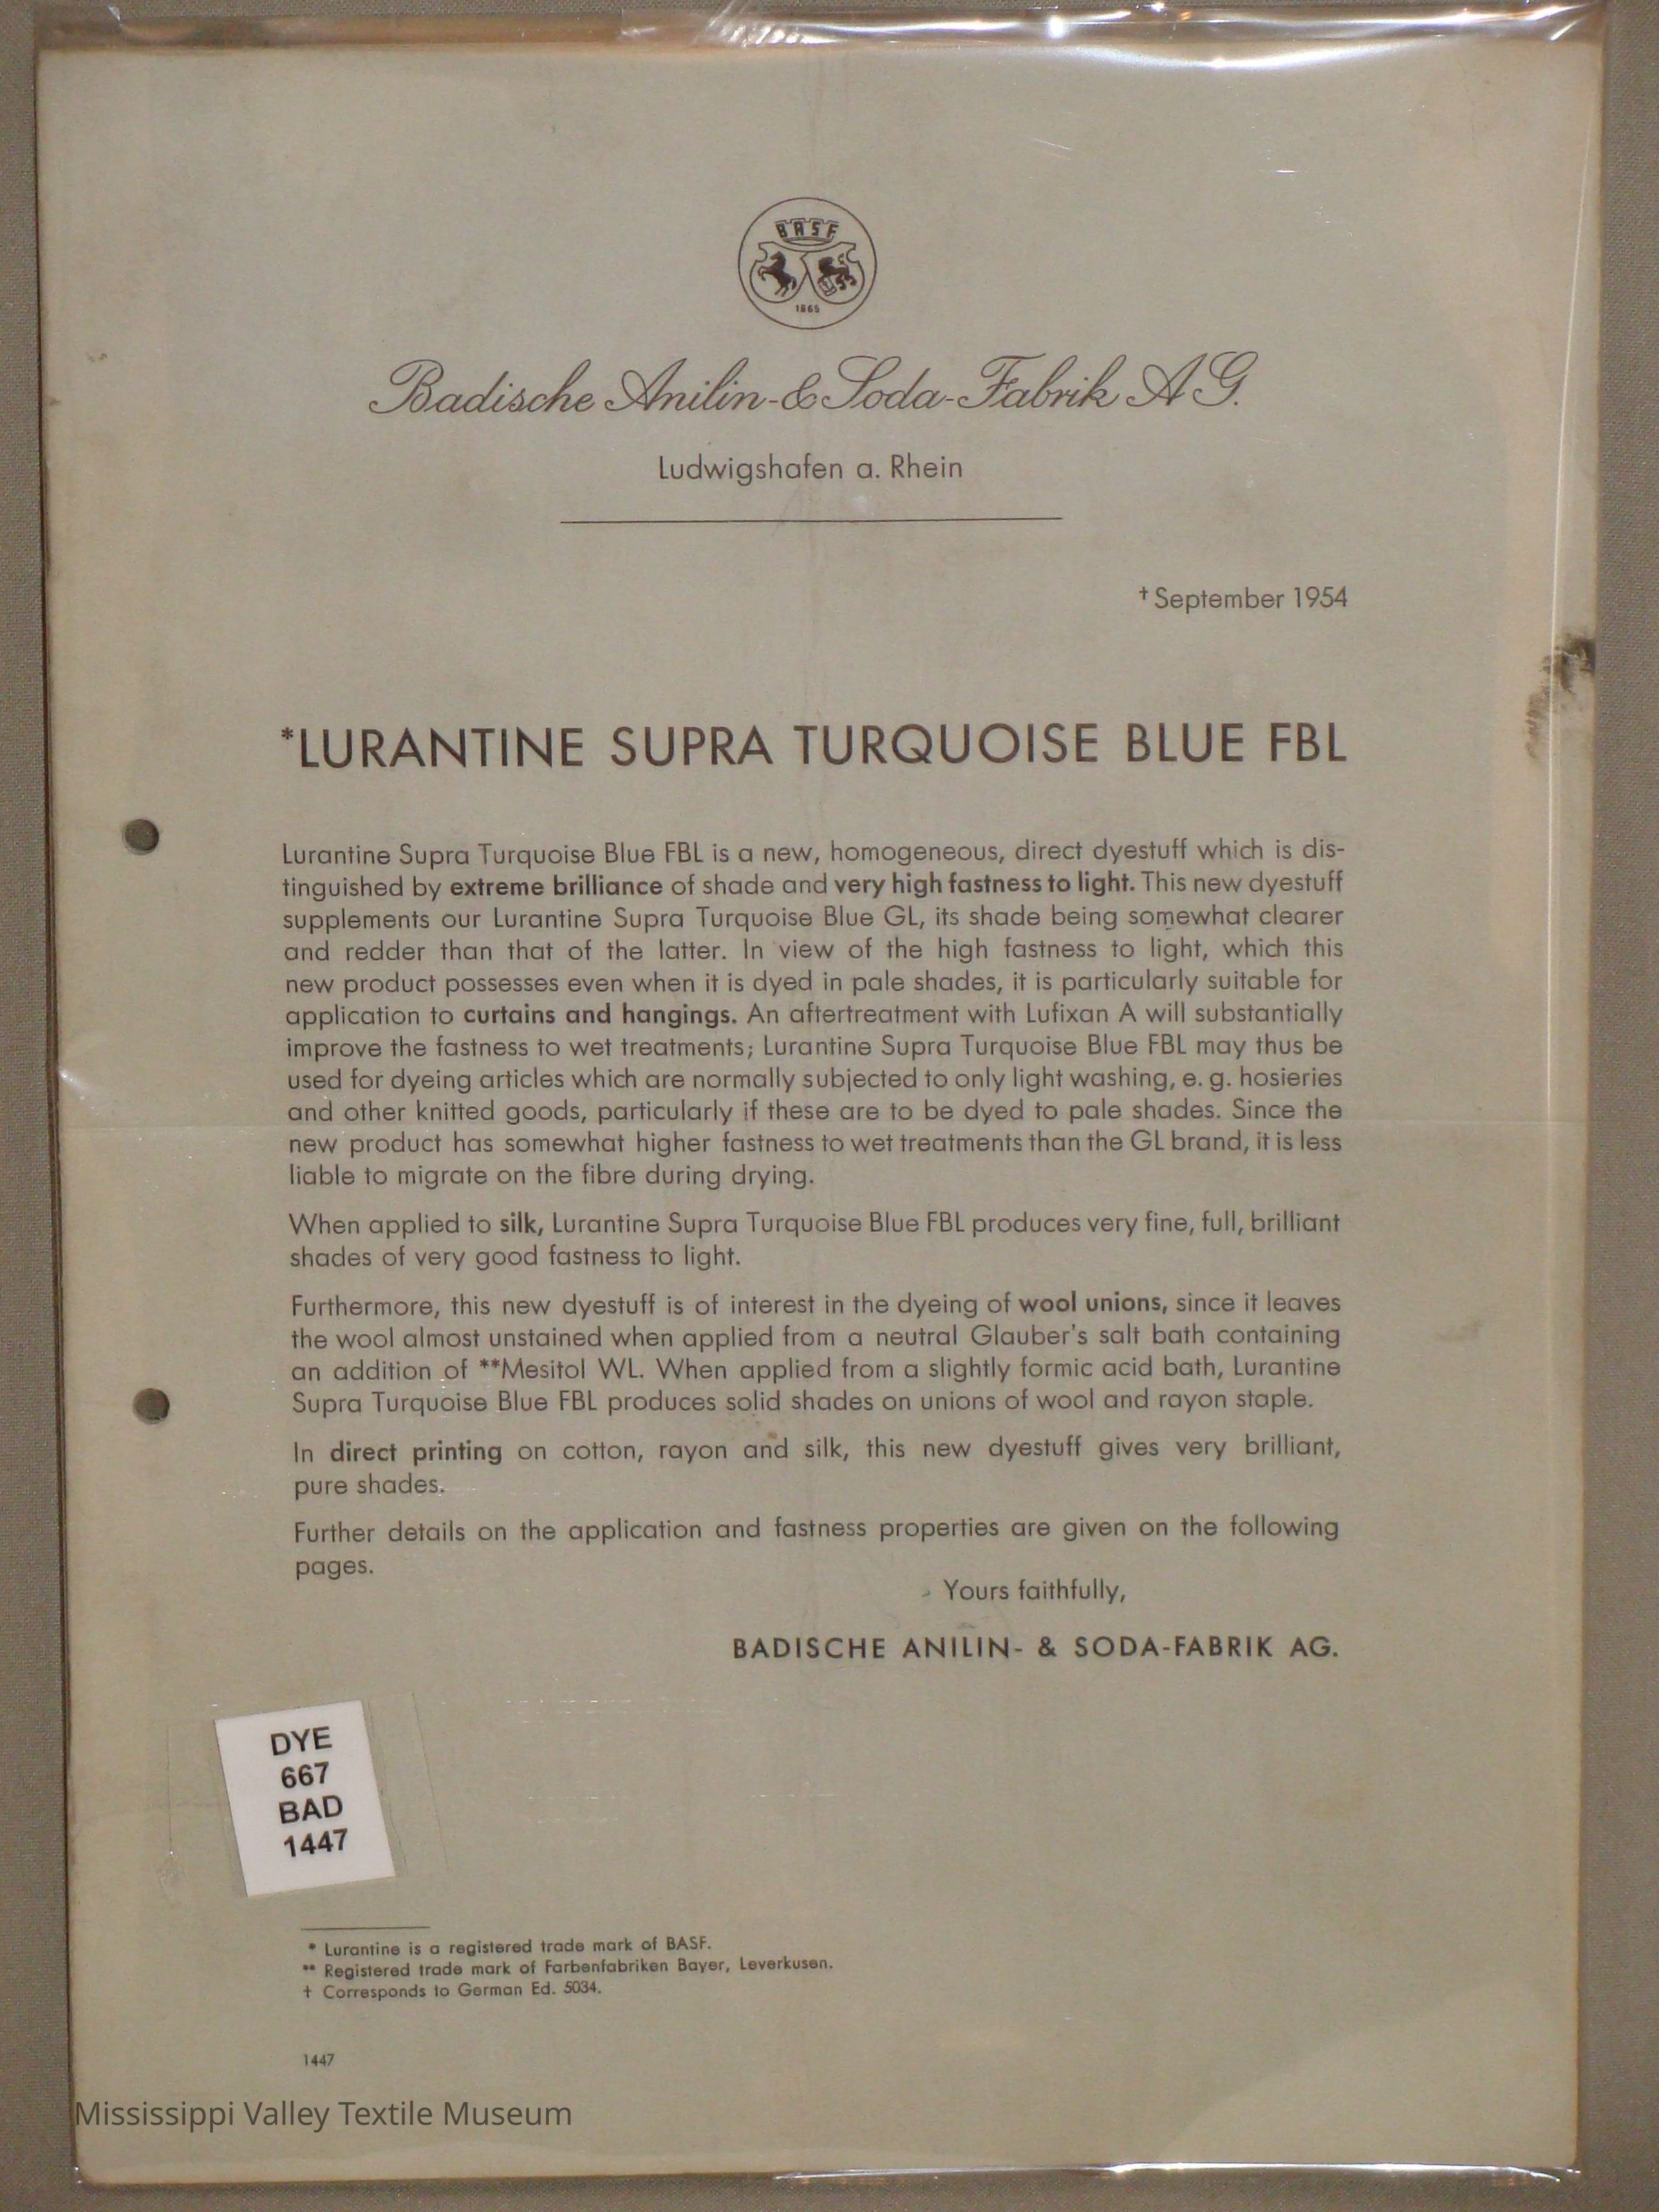 BASF
1865
Badische Anilin-& Soda-Fabrik AG.
Ludwigshafen a. Rhein
† September 1954
*LURANTINE SUPRA TURQUOISE BLUE FBL
Lurantine Supra Turquoise Blue FBL is a new, homogeneous, direct dyestuff which is dis-
tinguished by extreme brilliance of shade and very high fastness to light. This new dyestuff
supplements our Lurantine Supra Turquoise Blue GL, its shade being somewhat clearer
and redder than that of the latter. In view of the high fastness to light, which this
new product possesses even when it is dyed in pale shades, it is particularly suitable for
application to curtains and hangings. An aftertreatment with Lufixan A will substantially
improve the fastness to wet treatments; Lurantine Supra Turquoise Blue FBL may thus be
used for dyeing articles which are normally subjected to only light washing, e. g. hosieries
and other knitted goods, particularly if these are to be dyed to pale shades. Since the
new product has somewhat higher fastness to wet treatments than the GL brand, it is less
liable to migrate on the fibre during drying.
When applied to silk, Lurantine Supra Turquoise Blue FBL produces very fine, full, brilliant
shades of very good fastness to light.
Furthermore, this new dyestuff is of interest in the dyeing of wool unions, since it leaves
the wool almost unstained when applied from a neutral Glauber's salt bath containing
an addition of **Mesitol WL. When applied from a slightly formic acid bath, Lurantine
Supra Turquoise Blue FBL produces solid shades on unions of wool and rayon staple.
In direct printing on cotton, rayon and silk, this new dyestuff gives very brilliant,
pure shades.
Further details on the application and fastness properties are given on the following
pages.
Yours faithfully,
BADISCHE ANILIN- & SODA-FABRIK AG.
DYE
667
BAD
1447
* Lurantine is a registered trade mark of BASF.
** Registered trade mark of Farbenfabriken Bayer, Leverkusen.
† Corresponds to German Ed. 5034.
1447
Mississippi Valley Textile Museum